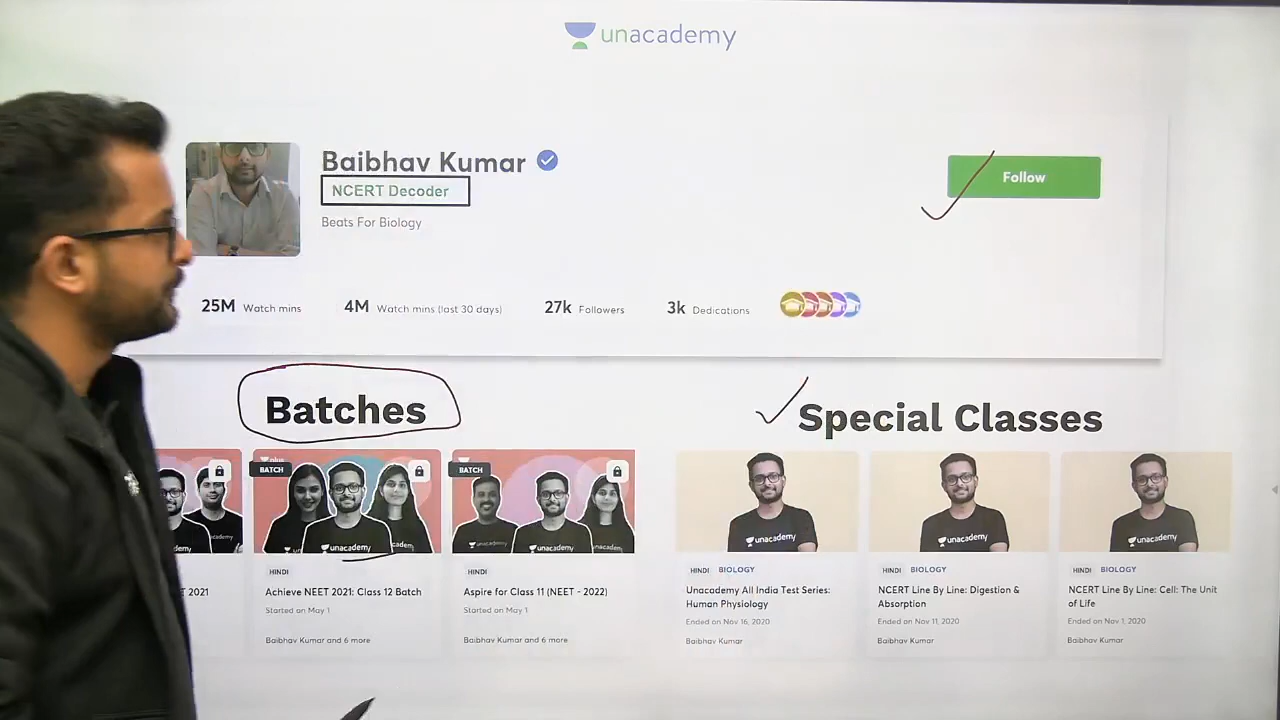 unacademy
Baibhav Kumar
NCERT Decoder
Beats For Biology
Follow
25M Watch mins
4M Watch mins (last 30 days)
27k Followers
3k Dedications
Batches
Special Classes
plus
BATCH
BATCH
unacademy
unacademy
unacademy
unacademy
unacademy
unacademy
unacademy
2021
HINDI
Achieve NEET 2021: Class 12 Batch
Started on May 1
Baibhav Kumar and 6 more
HINDI
Aspire for Class 11 (NEET - 2022)
Started on May 1
Baibhav Kumar and 6 more
HINDI BIOLOGY
Unacademy All India Test Series:
Human Physiology
Ended on Nov 16, 2020
Baibhav Kumar
HINDI BIOLOGY
NCERT Line By Line: Digestion &
Absorption
Ended on Nov 11, 2020
Baibhav Kumar
HINDI BIOLOGY
NCERT Line By Line: Cell: The Unit
of Life
Ended on Nov 1, 2020
Baibhav Kumar